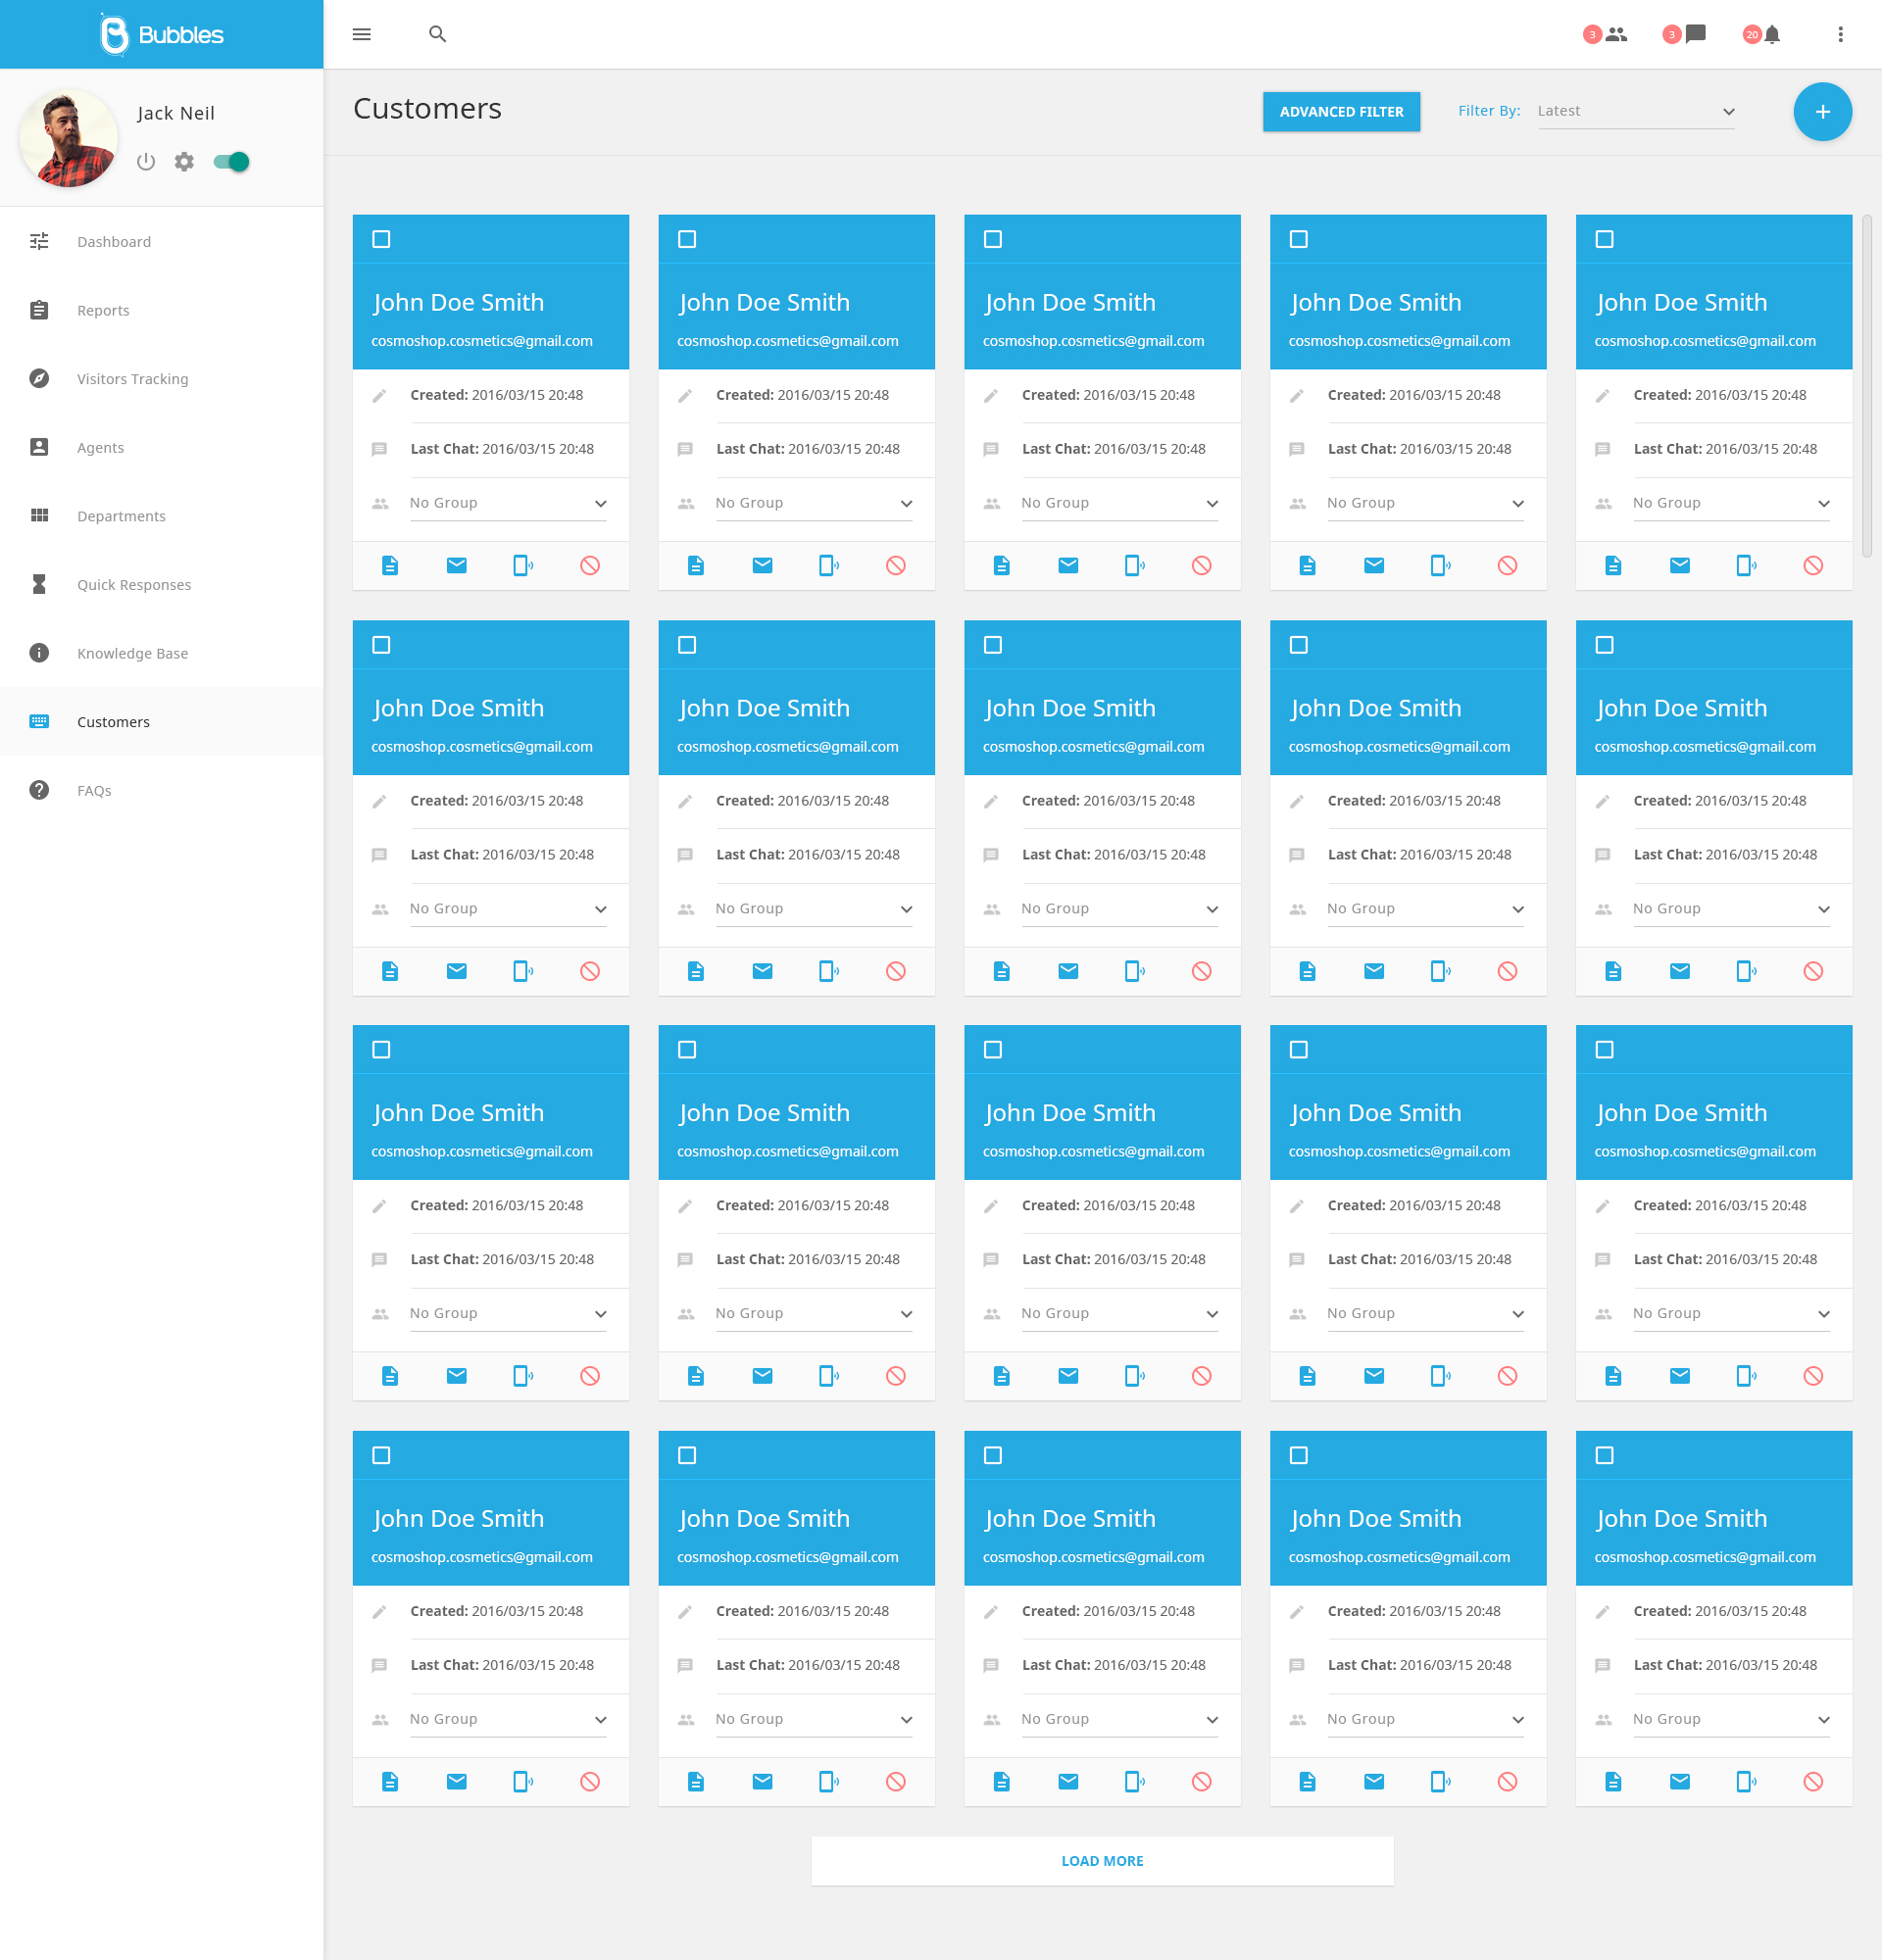 Bubbles
3
3
20
Jack Neil
Customers
ADVANCED FILTER
Filter By:
Latest
Dashboard
Reports
Visitors Tracking
Agents
Departments
Quick Responses
Knowledge Base
Customers
FAQs
John Doe Smith John Doe Smith John Doe Smith John Doe Smith John Doe Smith
cosmoshop.cosmetics@gmail.com cosmoshop.cosmetics@gmail.com cosmoshop.cosmetics@gmail.com cosmoshop.cosmetics@gmail.com cosmoshop.cosmetics@gmail.com
Created: 2016/03/15 20:48 Created: 2016/03/15 20:48 Created: 2016/03/15 20:48 Created: 2016/03/15 20:48 Created: 2016/03/15 20:48
Last Chat: 2016/03/15 20:48 Last Chat: 2016/03/15 20:48 Last Chat: 2016/03/15 20:48 Last Chat: 2016/03/15 20:48 Last Chat: 2016/03/15 20:48
No Group No Group No Group No Group No Group
John Doe Smith John Doe Smith John Doe Smith John Doe Smith John Doe Smith
cosmoshop.cosmetics@gmail.com cosmoshop.cosmetics@gmail.com cosmoshop.cosmetics@gmail.com cosmoshop.cosmetics@gmail.com cosmoshop.cosmetics@gmail.com
Created: 2016/03/15 20:48 Created: 2016/03/15 20:48 Created: 2016/03/15 20:48 Created: 2016/03/15 20:48 Created: 2016/03/15 20:48
Last Chat: 2016/03/15 20:48 Last Chat: 2016/03/15 20:48 Last Chat: 2016/03/15 20:48 Last Chat: 2016/03/15 20:48 Last Chat: 2016/03/15 20:48
No Group No Group No Group No Group No Group
John Doe Smith John Doe Smith John Doe Smith John Doe Smith John Doe Smith
cosmoshop.cosmetics@gmail.com cosmoshop.cosmetics@gmail.com cosmoshop.cosmetics@gmail.com cosmoshop.cosmetics@gmail.com cosmoshop.cosmetics@gmail.com
Created: 2016/03/15 20:48 Created: 2016/03/15 20:48 Created: 2016/03/15 20:48 Created: 2016/03/15 20:48 Created: 2016/03/15 20:48
Last Chat: 2016/03/15 20:48 Last Chat: 2016/03/15 20:48 Last Chat: 2016/03/15 20:48 Last Chat: 2016/03/15 20:48 Last Chat: 2016/03/15 20:48
No Group No Group No Group No Group No Group
John Doe Smith John Doe Smith John Doe Smith John Doe Smith John Doe Smith
cosmoshop.cosmetics@gmail.com cosmoshop.cosmetics@gmail.com cosmoshop.cosmetics@gmail.com cosmoshop.cosmetics@gmail.com cosmoshop.cosmetics@gmail.com
Created: 2016/03/15 20:48 Created: 2016/03/15 20:48 Created: 2016/03/15 20:48 Created: 2016/03/15 20:48 Created: 2016/03/15 20:48
Last Chat: 2016/03/15 20:48 Last Chat: 2016/03/15 20:48 Last Chat: 2016/03/15 20:48 Last Chat: 2016/03/15 20:48 Last Chat: 2016/03/15 20:48
No Group No Group No Group No Group No Group
LOAD MORE